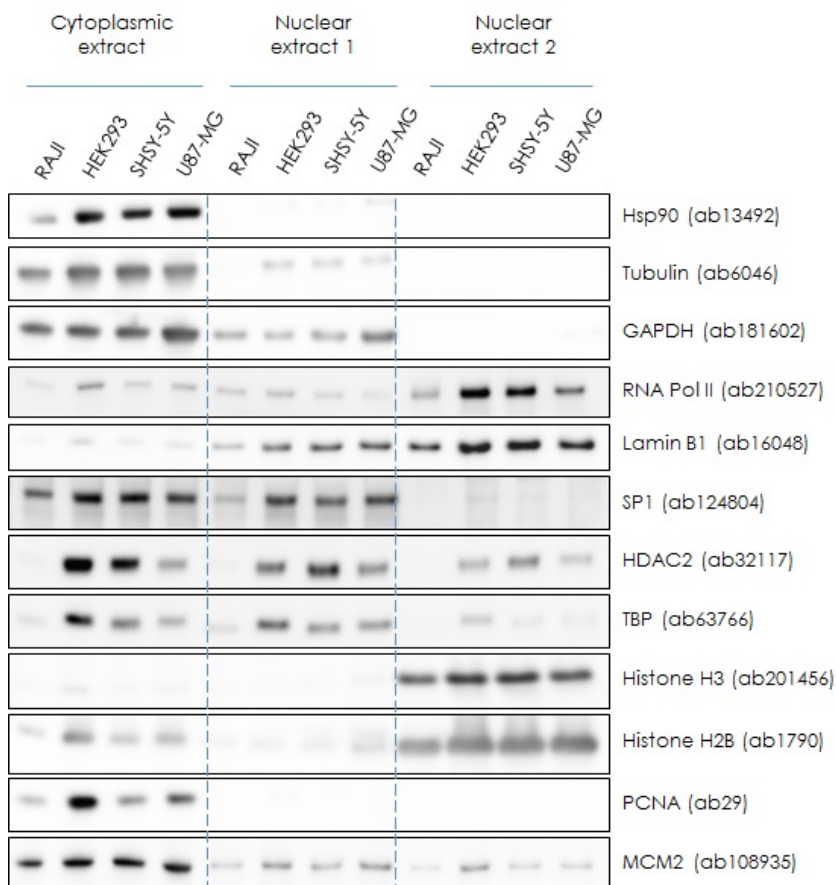 Cytoplasmic
extract
Nuclear
extract 1
Nuclear
extract 2
RAJI HEK293 SHSY-5Y U87-MG RAJI HEK293 SHSY-5Y U87-MG RAJI HEK293 SHSY-5Y U87-MG
Hsp90 (ab13492)
Tubulin (ab6046)
GAPDH (ab181602)
RNA Pol II (ab210527)
Lamin B1 (ab16048)
SP1 (ab124804)
HDAC2 (ab32117)
TBP (ab63766)
Histone H3 (ab201456)
Histone H2B (ab1790)
PCNA (ab29)
MCM2 (ab108935)